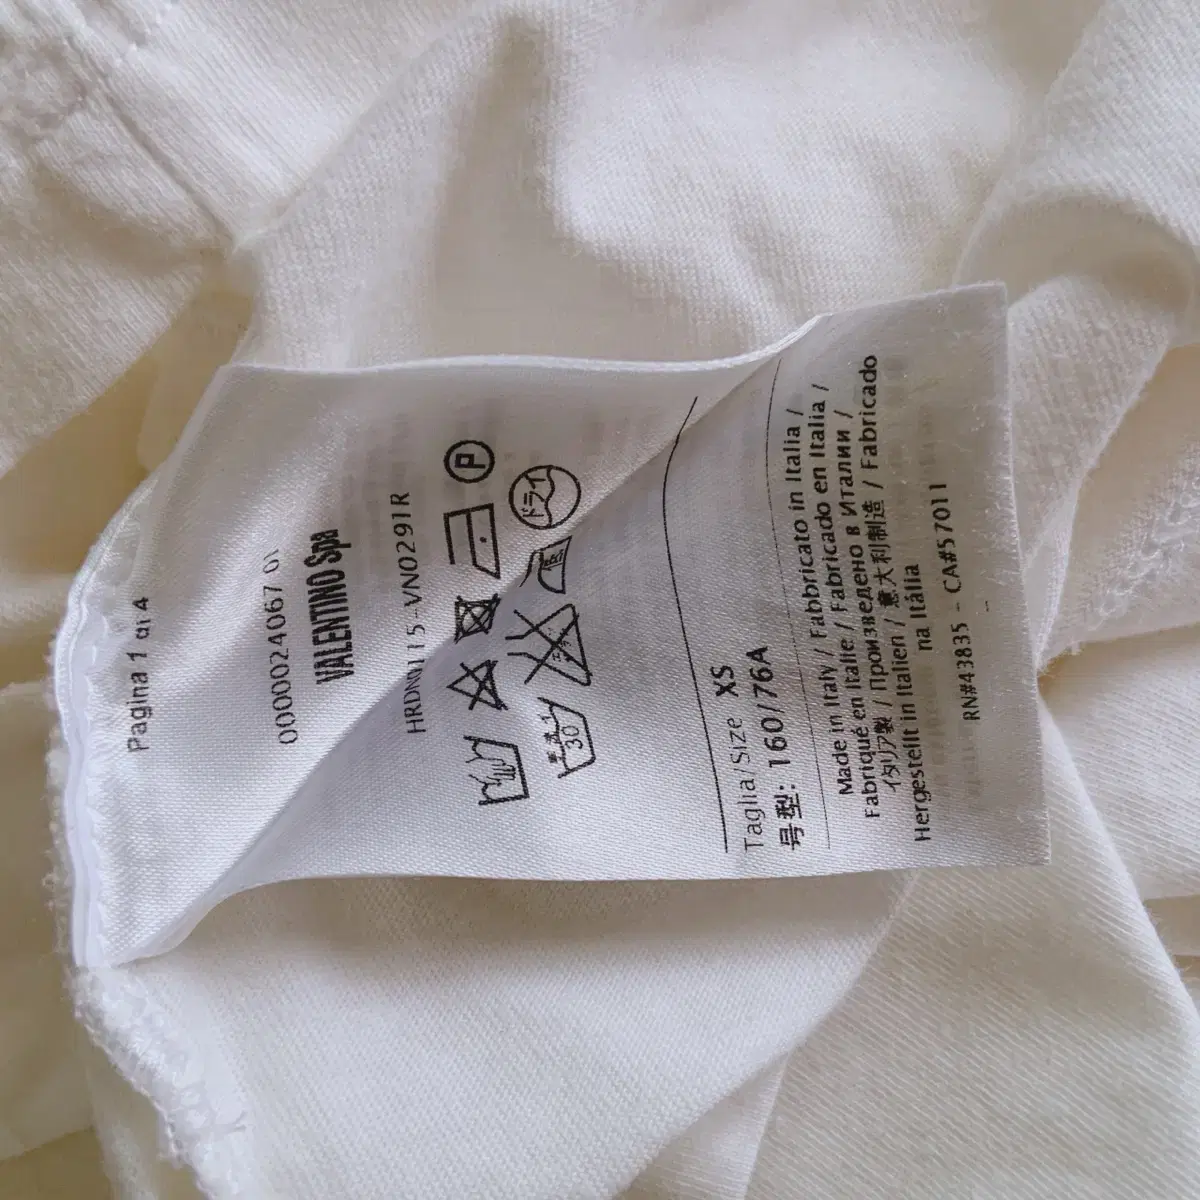 Pagina 1 di 4
0000024067 01
VALENTINO Spa
HRDN0115-VN0291R
P
ドライ
30
Taglia/Size XS
号型: 160/76A
Made in Italy / Fabbricato in Italia /
Fabriqué en Italie / Fabricado en Italia /
イタリア製 / Произведено в Италии /
Hergestellt in Italien / 意大利制造 / Fabricado
na Itália
RN#43835 - CA#57011